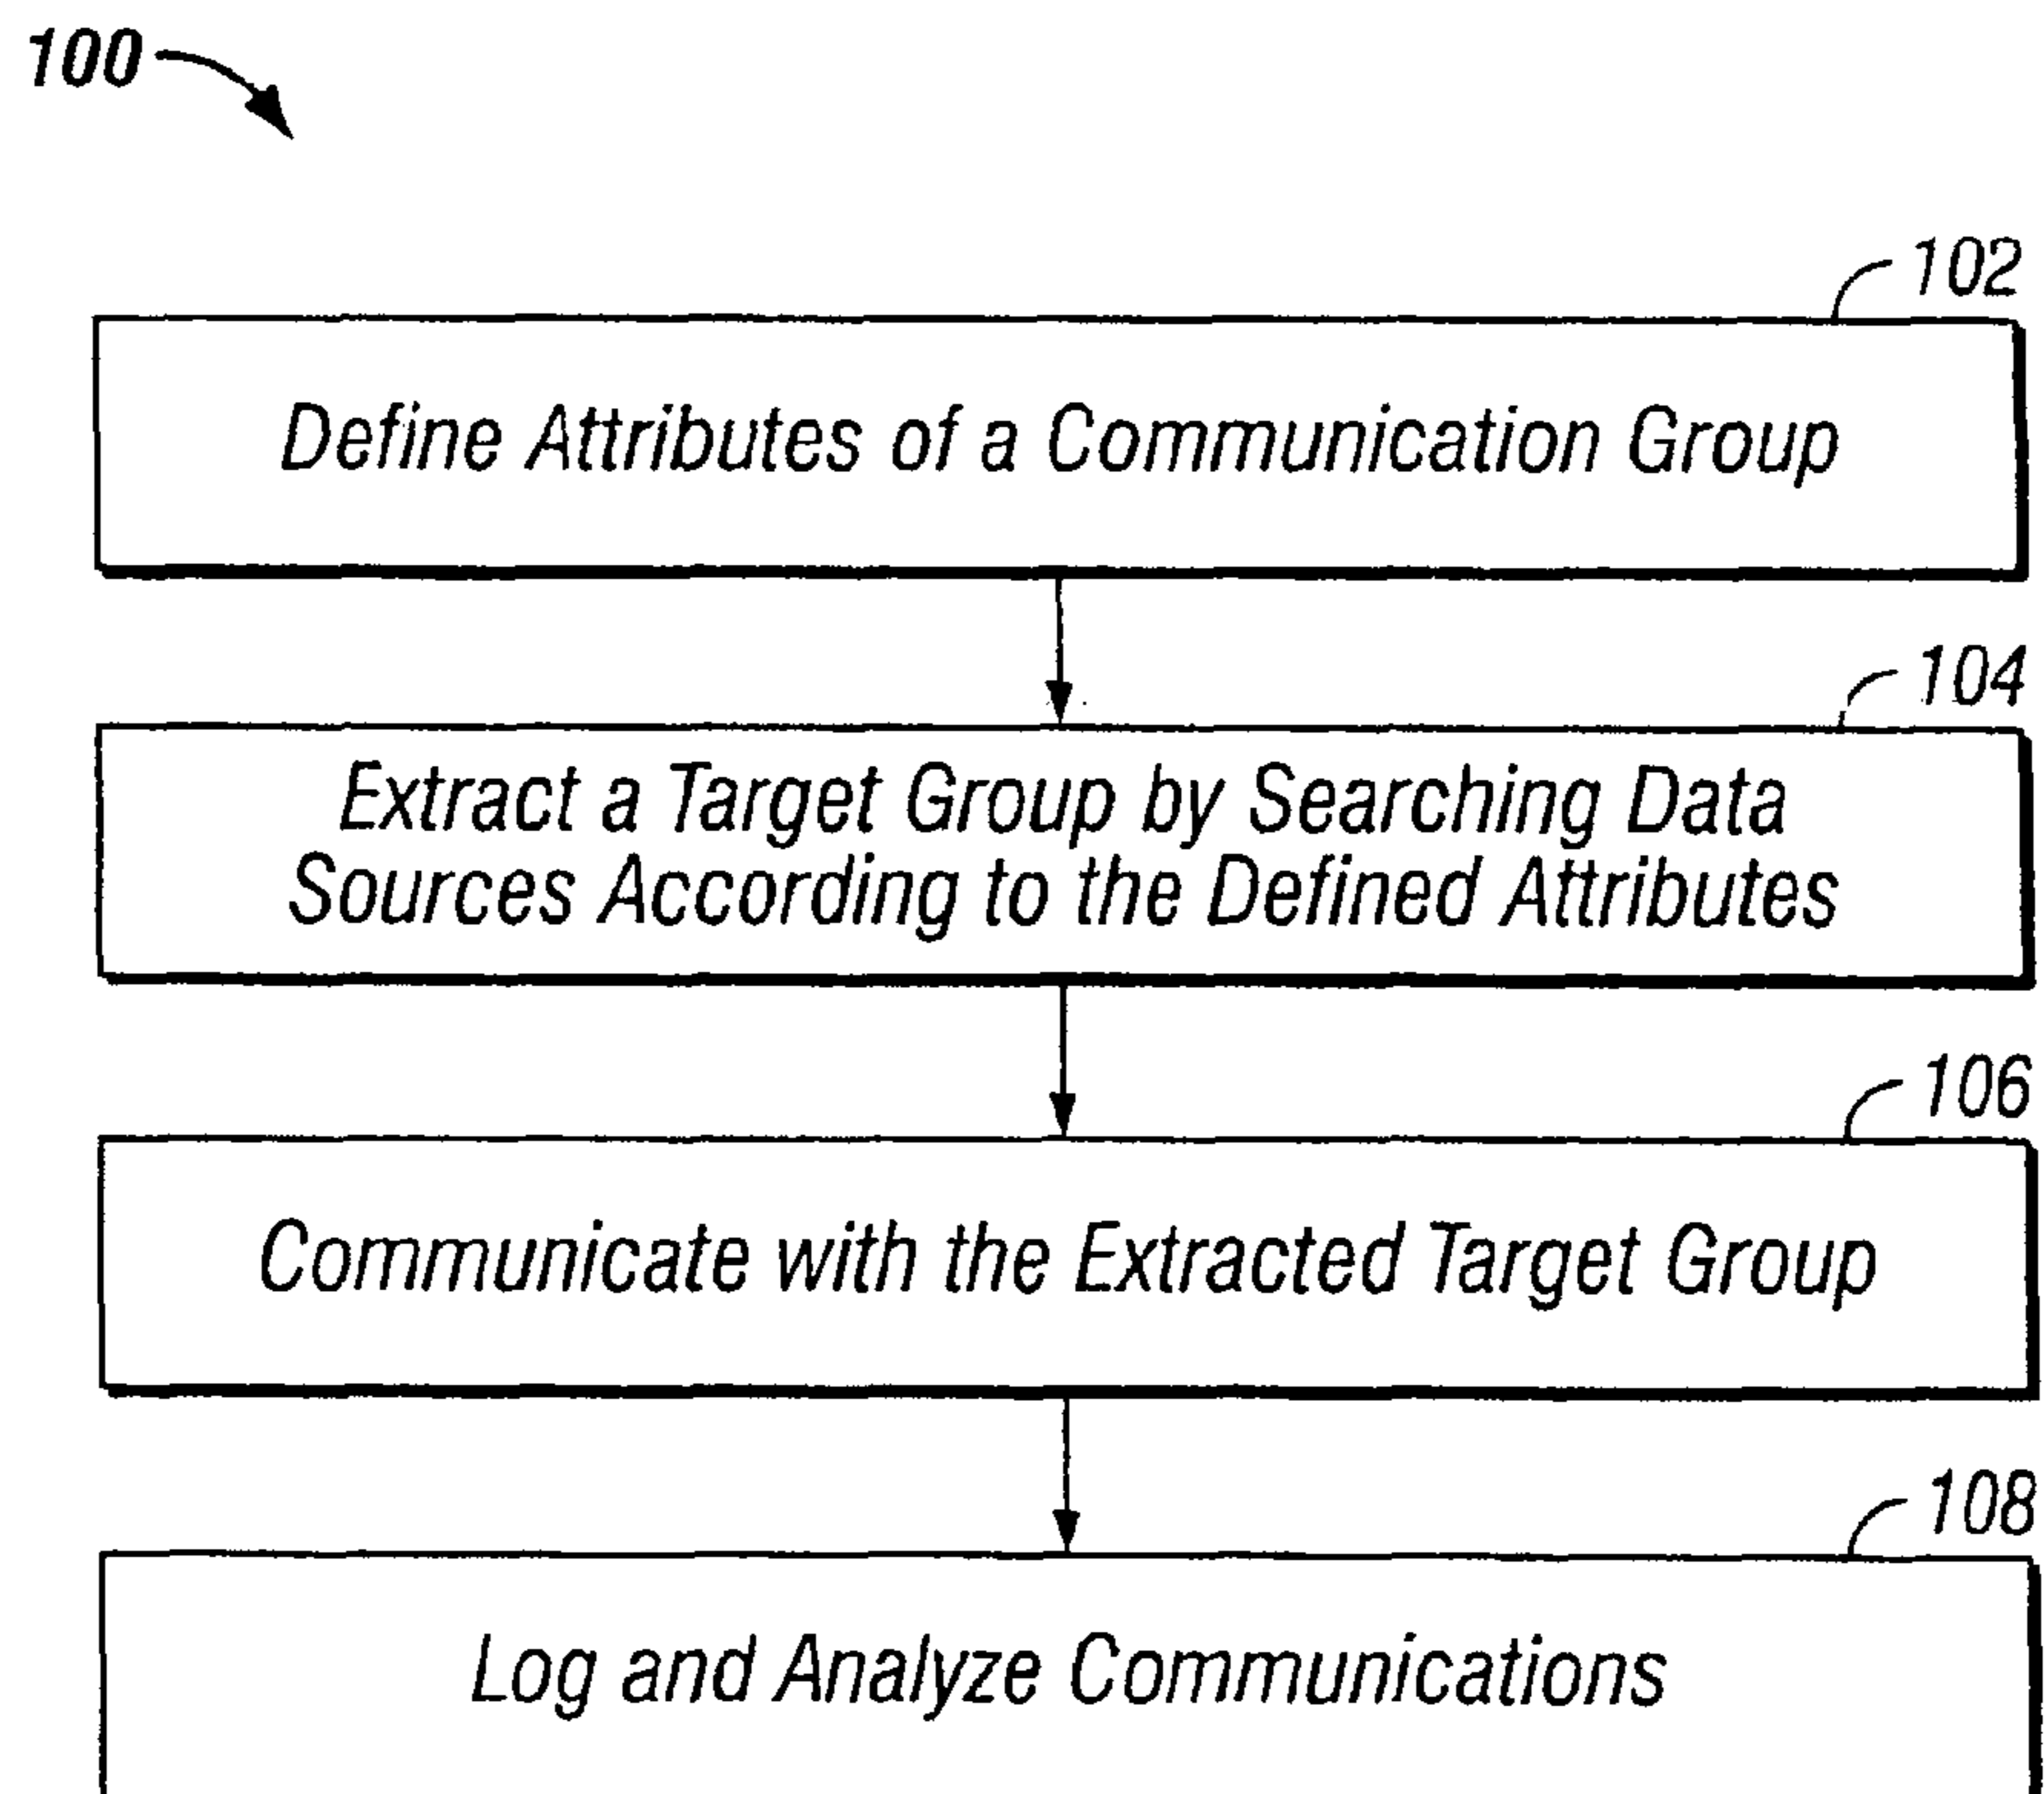 100
102
Define Attributes of a Communication Group
104
Extract a Target Group by Searching Data
Sources According to the Defined Attributes
106
Communicate with the Extracted Target Group
108
Log and Analyze Communications